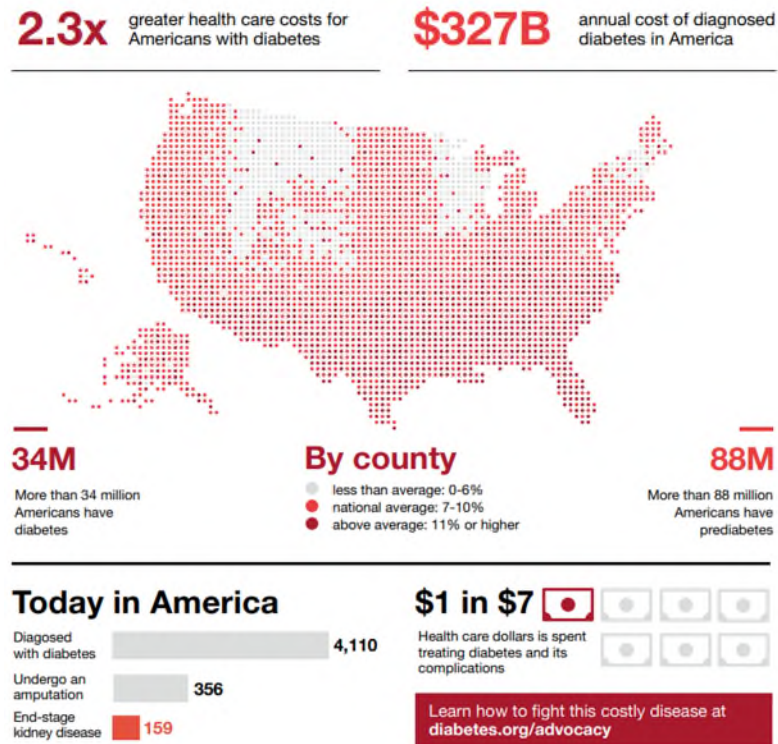 2.3x
greater health care costs for
Americans with diabetes
$327B
annual cost of diagnosed
diabetes in America
34M
More than 34 million
Americans have
diabetes
By county
less than average: 0-6%
national average: 7-10%
above average: 11% or higher
88M
More than 88 million
Americans have
prediabetes
Today in America
Diagosed
with diabetes
4,110
Undergo an
amputation
356
End-stage
kidney disease
159
$1 in $7
Health care dollars is spent
treating diabetes and its
complications
Learn how to fight this costly disease at
diabetes.org/advocacy